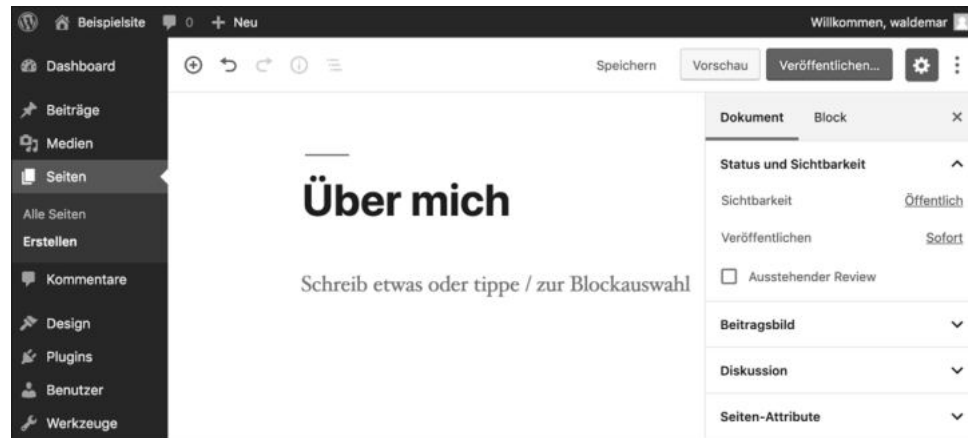 Beispielsite 0 + Neu Willkommen, waldemar
Dashboard
Beiträge
Medien
Seiten
Alle Seiten
Erstellen
Kommentare
Design
Plugins
Benutzer
Werkzeuge
Speichern Vorschau Veröffentlichen...
Über mich
Schreib etwas oder tippe / zur Blockauswahl
Dokument Block
Status und Sichtbarkeit
Sichtbarkeit Öffentlich
Veröffentlichen Sofort
Ausstehender Review
Beitragsbild
Diskussion
Seiten-Attribute